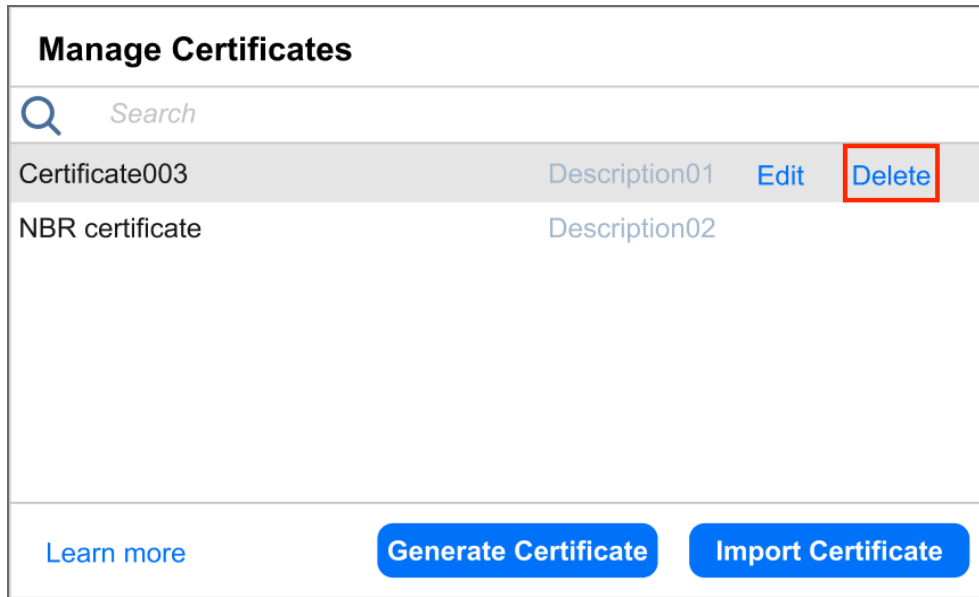 Manage Certificates
Search
Certificate003 Description01 Edit Delete
NBR certificate Description02
Learn more Generate Certificate Import Certificate